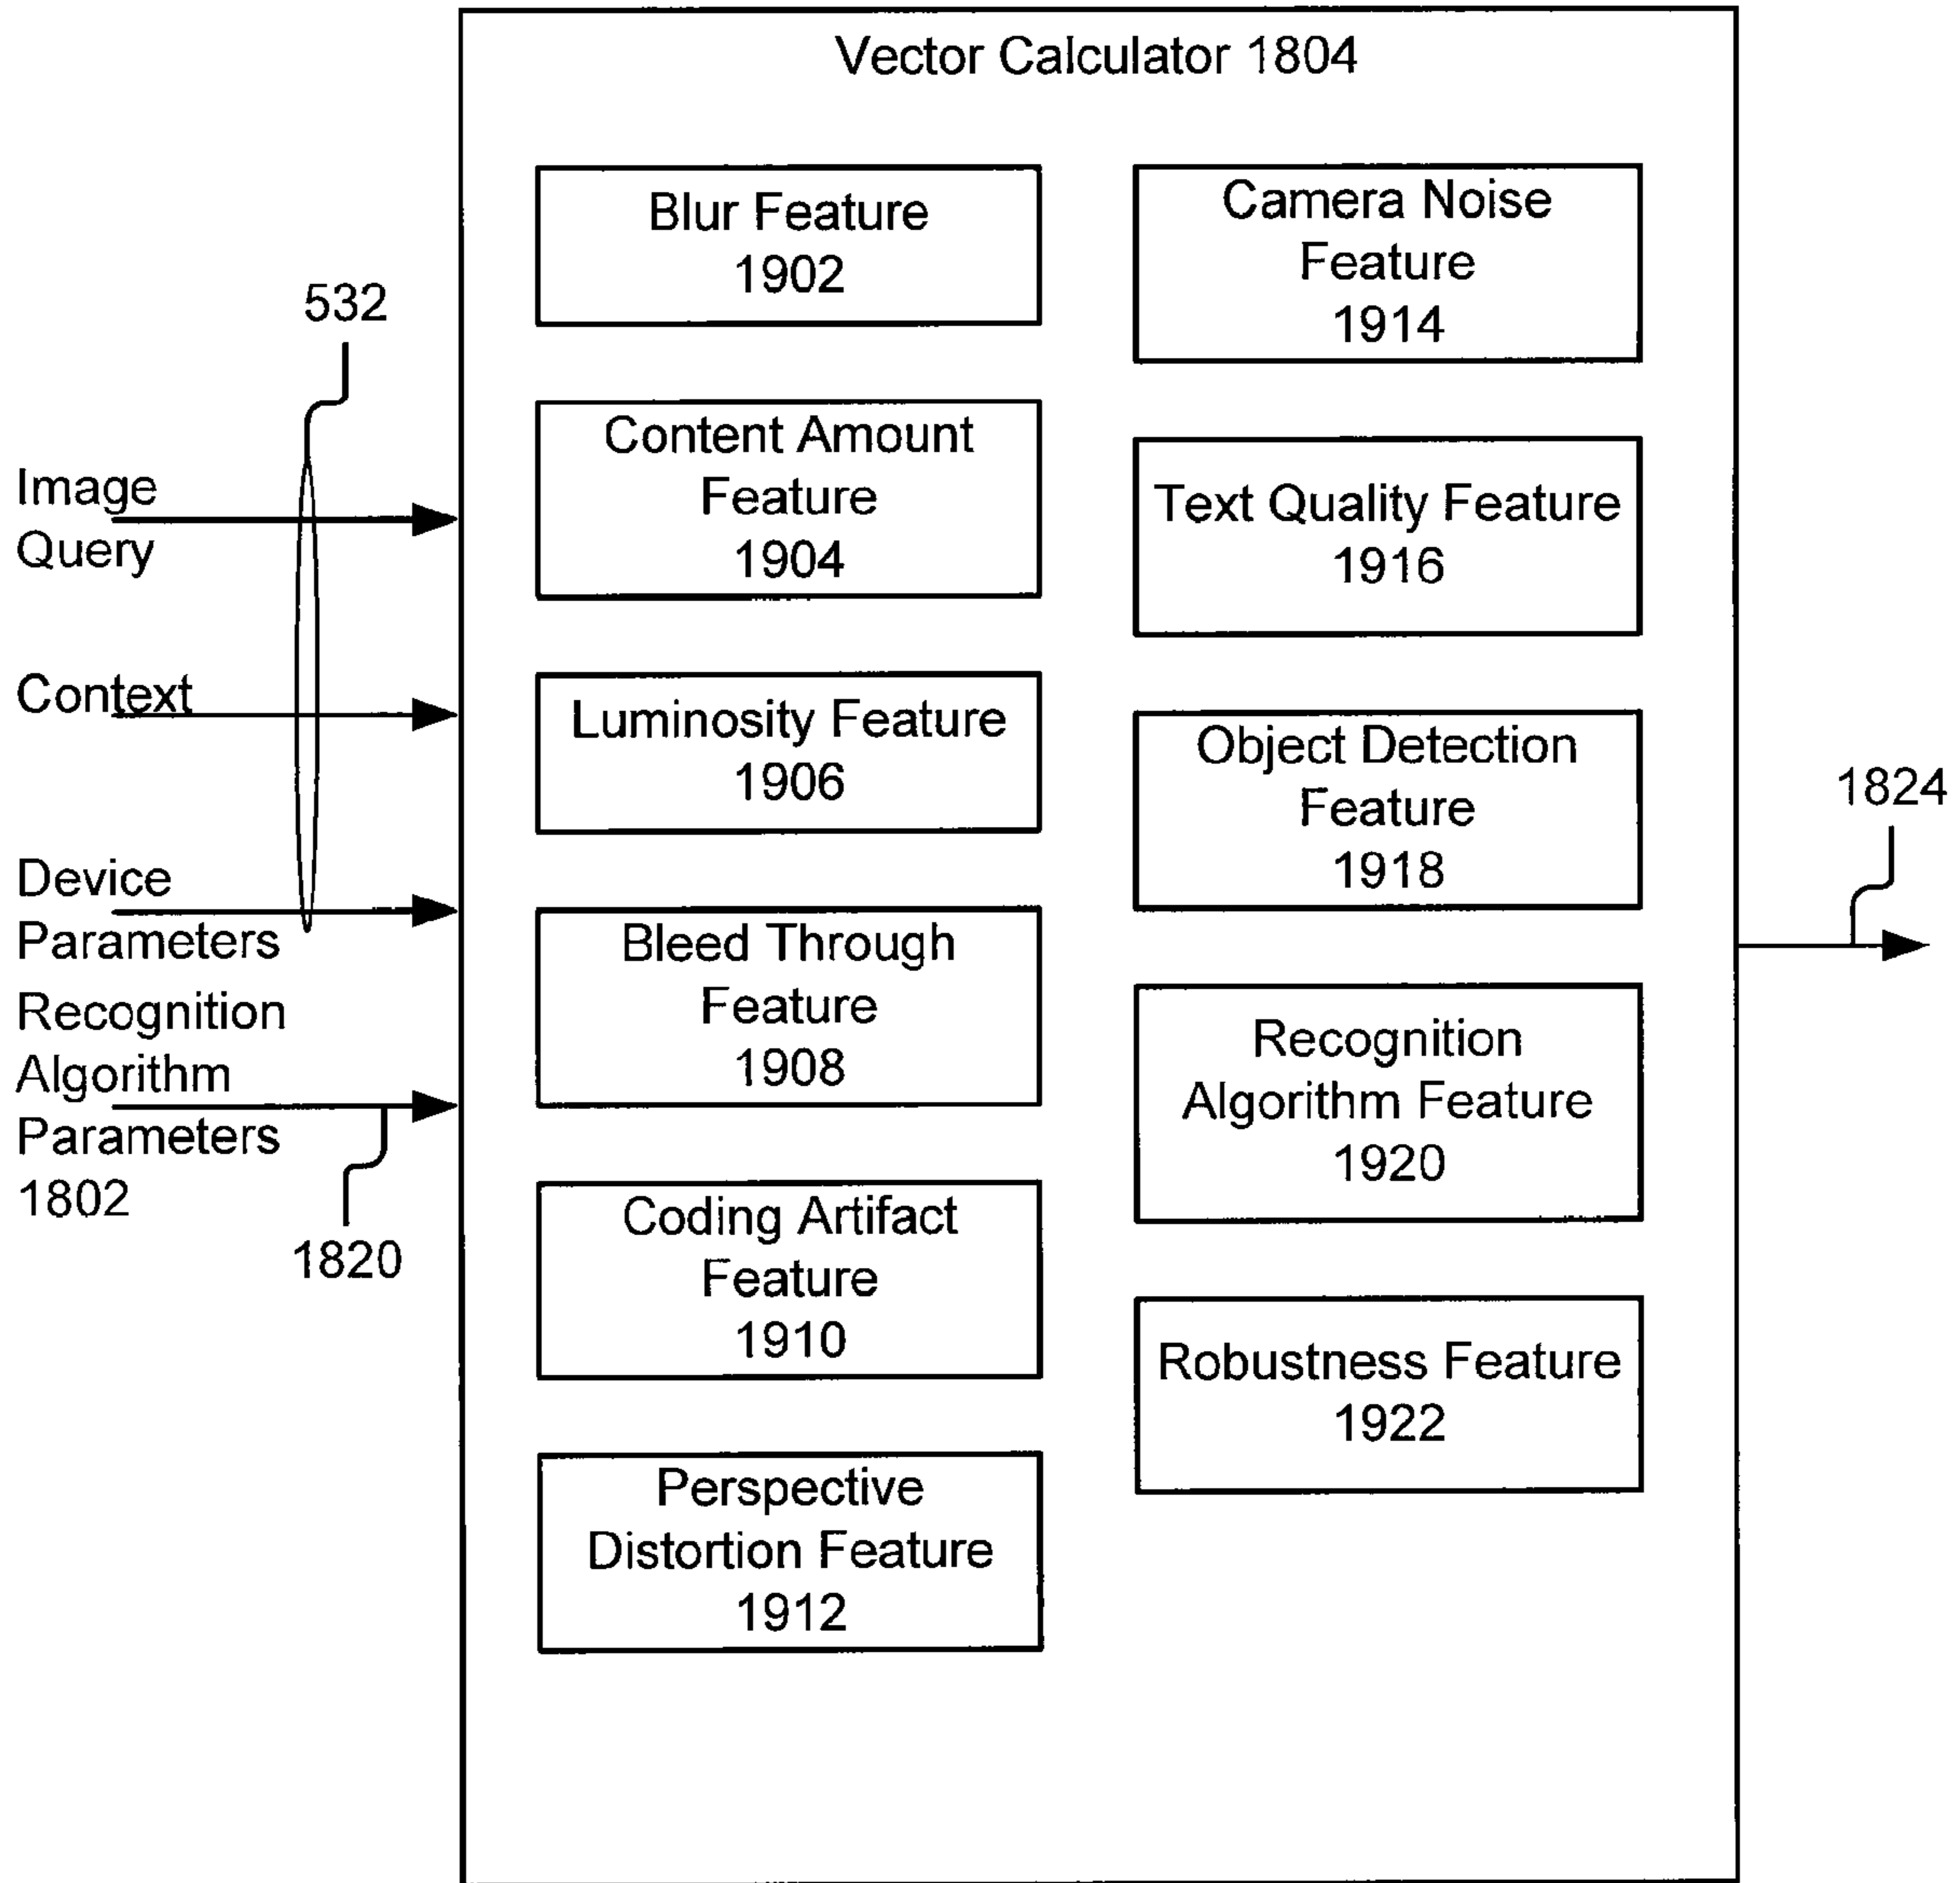 Vector Calculator 1804
532
Image
Query
Context
Device
Parameters
Recognition
Algorithm
Parameters
1802
1820
Blur Feature
1902
Content Amount
Feature
1904
Luminosity Feature
1906
Bleed Through
Feature
1908
Coding Artifact
Feature
1910
Perspective
Distortion Feature
1912
Camera Noise
Feature
1914
Text Quality Feature
1916
Object Detection
Feature
1918
Recognition
Algorithm Feature
1920
Robustness Feature
1922
1824